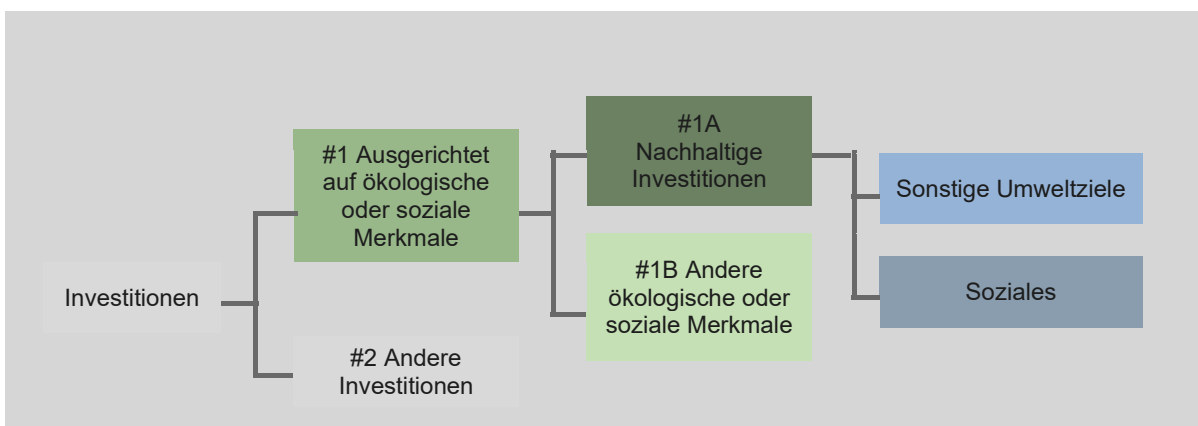 Investitionen
#1 Ausgerichtet
auf ökologische
oder soziale
Merkmale
#2 Andere
Investitionen
#1A
Nachhaltige
Investitionen
#1B Andere
ökologische oder
soziale Merkmale
Sonstige Umweltziele
Soziales